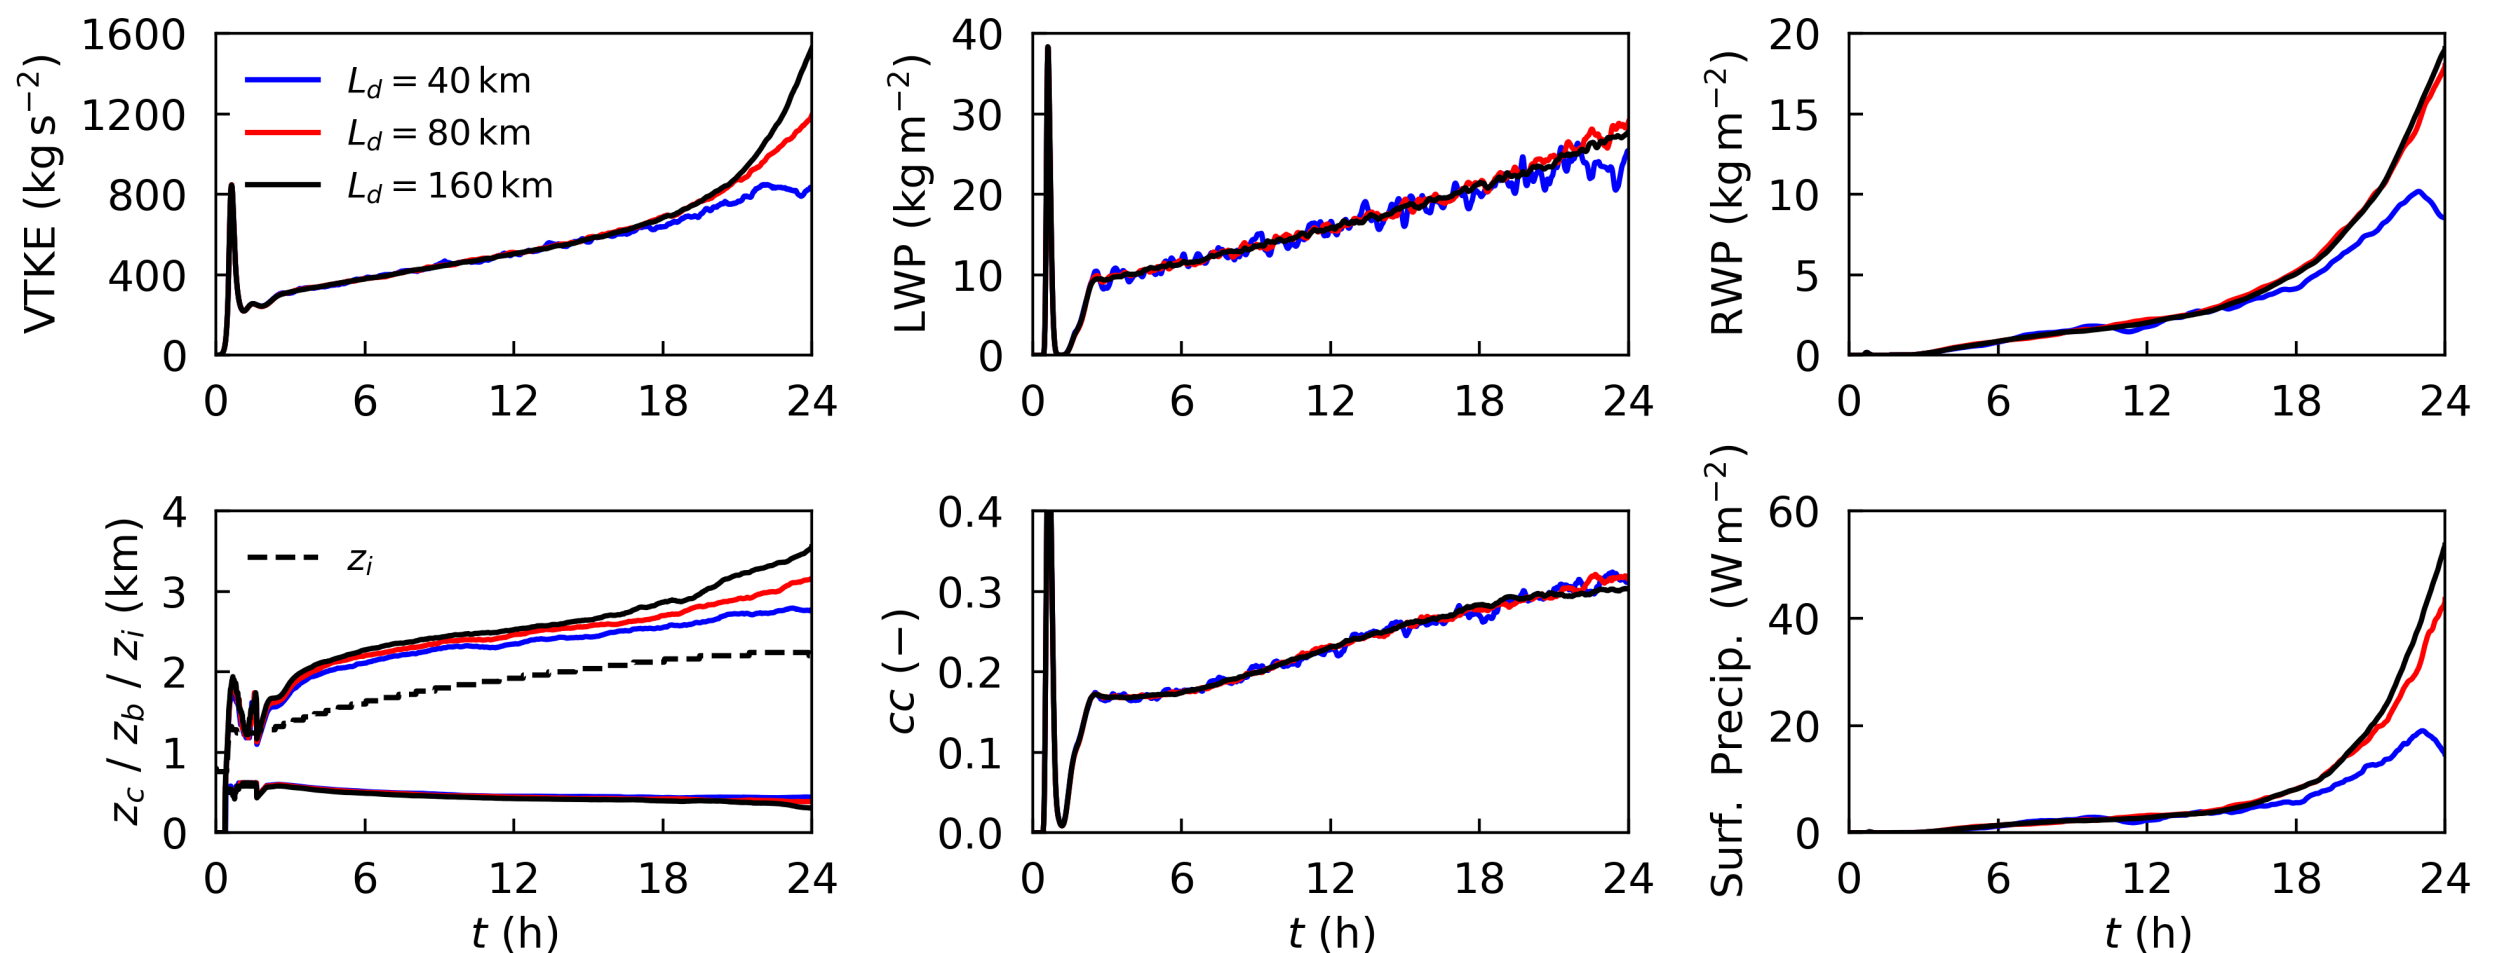 VTKE (kg s⁻²)
1600
1200
800
400
0
L_d = 40 km
L_d = 80 km
L_d = 160 km
0 6 12 18 24
LWP (kg m⁻²)
40
30
20
10
0
0 6 12 18 24
RWP (kg m⁻²)
20
15
10
5
0
0 6 12 18 24
z_c / z_b / z_i (km)
4
3
2
1
0
z_i
0 6 12 18 24
t (h)
cc (−)
0.4
0.3
0.2
0.1
0.0
0 6 12 18 24
t (h)
Surf. Precip. (W m⁻²)
60
40
20
0
0 6 12 18 24
t (h)